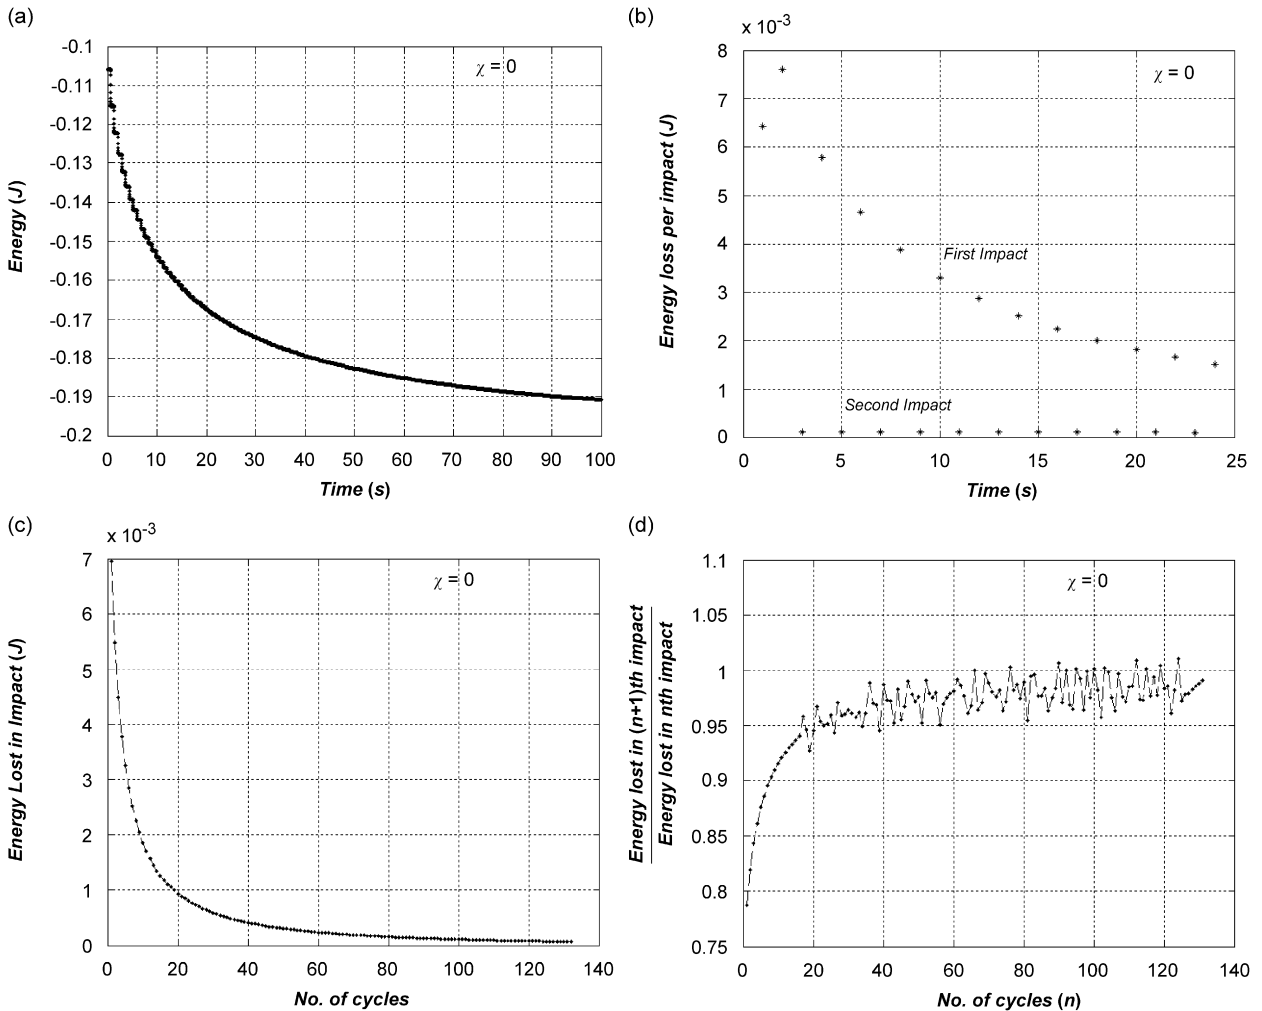 (a)
-0.1
-0.11
-0.12
-0.13
-0.14
-0.15
-0.16
-0.17
-0.18
-0.19
-0.2
Energy (J)
χ = 0
0 10 20 30 40 50 60 70 80 90 100
Time (s)
(b)
x 10-3
8
7
6
5
4
3
2
1
0
Energy loss per impact (J)
χ = 0
First Impact
Second Impact
0 5 10 15 20 25
Time (s)
(c)
x 10-3
7
6
5
4
3
2
1
0
Energy Lost in Impact (J)
χ = 0
0 20 40 60 80 100 120 140
No. of cycles
(d)
1.1
1.05
1
0.95
0.9
0.85
0.8
0.75
Energy lost in (n+1)th impact
Energy lost in nth impact
χ = 0
0 20 40 60 80 100 120 140
No. of cycles (n)